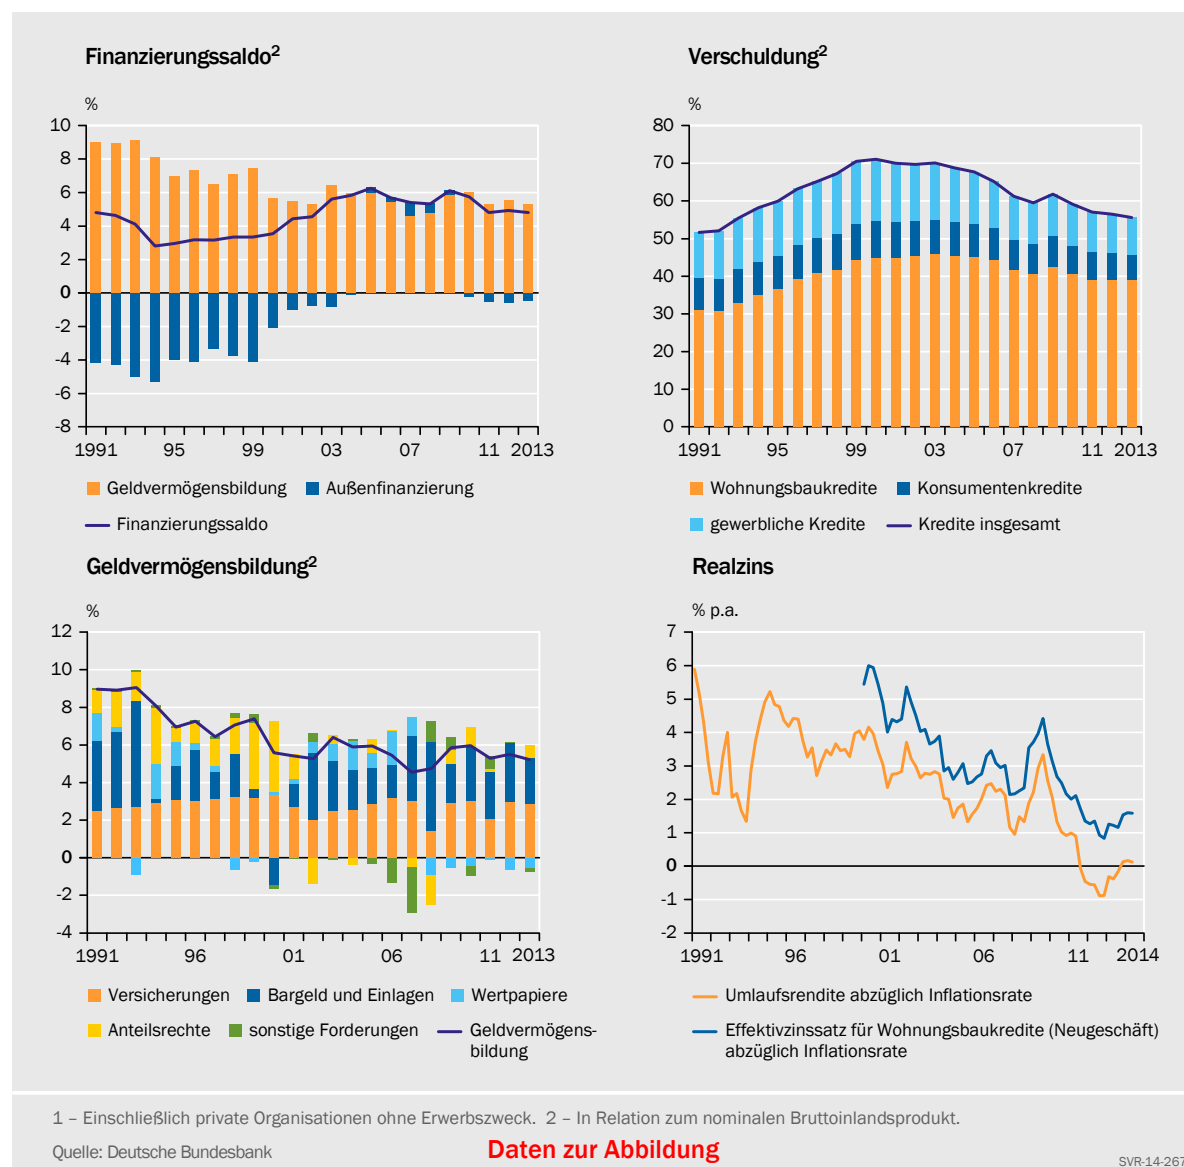 Finanzierungssaldo2
%
10
8
6
4
2
0
-2
-4
-6
-8
1991 95 99 03 07 11 2013
Geldvermögensbildung Außenfinanzierung
Finanzierungssaldo
Verschuldung2
%
80
70
60
50
40
30
20
10
0
1991 95 99 03 07 11 2013
Wohnungsbaukredite Konsumentenkredite
gewerbliche Kredite Kredite insgesamt
Geldvermögensbildung2
%
12
10
8
6
4
2
0
-2
-4
1991 96 01 06 11 2013
Versicherungen Bargeld und Einlagen Wertpapiere
Anteilsrechte sonstige Forderungen Geldvermögens-
bildung
Realzins
% p.a.
7
6
5
4
3
2
1
0
-1
-2
1991 96 01 06 11 2014
Umlaufsrendite abzüglich Inflationsrate
Effektivzinssatz für Wohnungsbaukredite (Neugeschäft)
abzüglich Inflationsrate
1 – Einschließlich private Organisationen ohne Erwerbszweck. 2 – In Relation zum nominalen Bruttoinlandsprodukt.
Quelle: Deutsche Bundesbank
Daten zur Abbildung
SVR-14-267